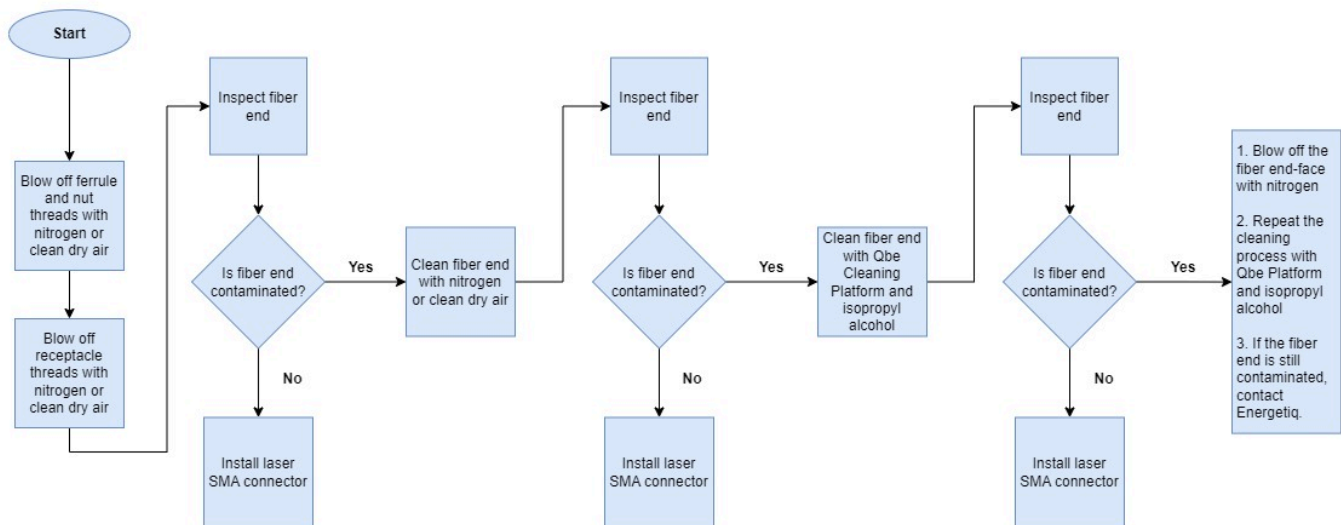 Start
Blow off ferrule
and nut
threads with
nitrogen or
clean dry air
Blow off
receptacle
threads with
nitrogen or
clean dry air
Inspect fiber
end
Is fiber end
contaminated?
Yes
No
Install laser
SMA connector
Clean fiber end
with nitrogen
or clean dry air
Inspect fiber
end
Is fiber end
contaminated?
Yes
No
Install laser
SMA connector
Clean fiber end
with Qbe
Cleaning
Platform and
isopropyl
alcohol
Inspect fiber
end
Is fiber end
contaminated?
Yes
No
Install laser
SMA connector
1. Blow off the
fiber end-face
with nitrogen
2. Repeat the
cleaning
process with
Qbe Platform
and isopropyl
alcohol
3. If the fiber
end is still
contaminated,
contact
Energetiq.